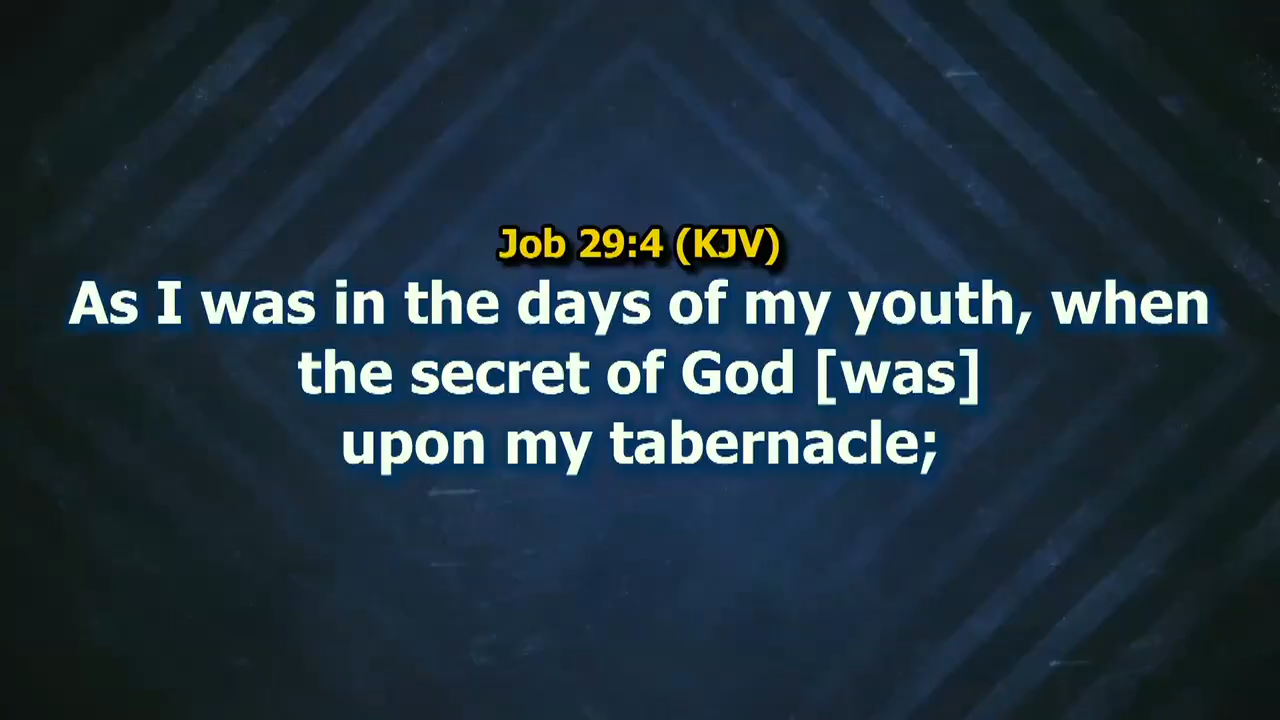 Job 29:4 (KJV)
As I was in the days of my youth, when
the secret of God [was]
upon my tabernacle;